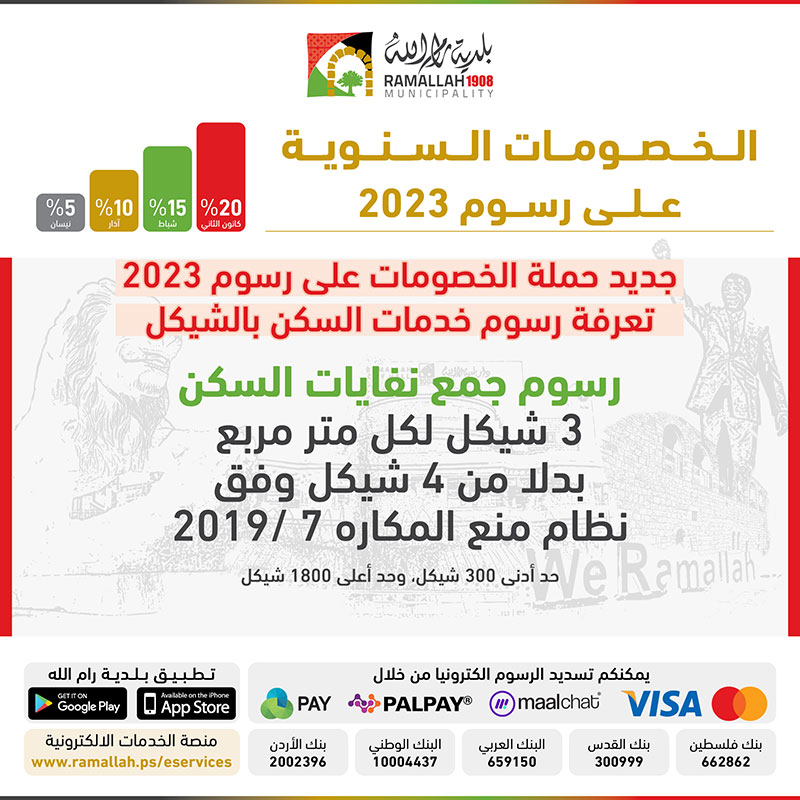 بلدية رام الله
RAMALLAH 1908
MUNICIPALITY
الخصومات السنوية
على رسوم 2023
%20
كانون الثاني
%15
شباط
%10
آذار
%5
نيسان
جديد حملة الخصومات على رسوم 2023
تعرفة رسوم خدمات السكن بالشيكل
رسوم جمع نفايات السكن
3 شيكل لكل متر مربع
بدلا من 4 شيكل وفق
نظام منع المكاره 7 /2019
حد أدنى 300 شيكل، وحد أعلى 1800 شيكل
We Ramallah
يمكنكم تسديد الرسوم الكترونيا من خلال
VISA
maalchat
PALPAY®
PAY
تطبيق بلدية رام الله
GET IT ON
Google Play
Available on the iPhone
App Store
بنك فلسطين
662862
بنك القدس
300999
البنك العربي
659150
البنك الوطني
10004437
بنك الأردن
2002396
منصة الخدمات الالكترونية
www.ramallah.ps/eservices